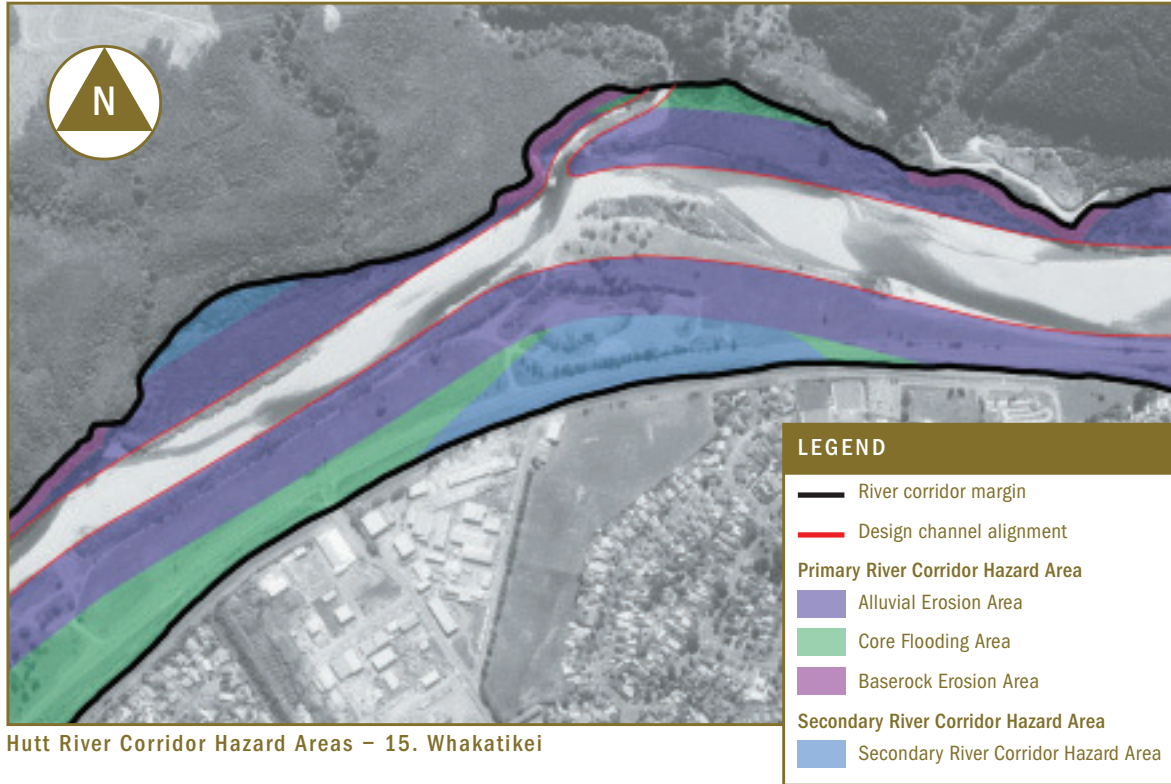 N
LEGEND
River corridor margin
Design channel alignment
Primary River Corridor Hazard Area
Alluvial Erosion Area
Core Flooding Area
Baserock Erosion Area
Secondary River Corridor Hazard Area
Secondary River Corridor Hazard Area
Hutt River Corridor Hazard Areas – 15. Whakatikei